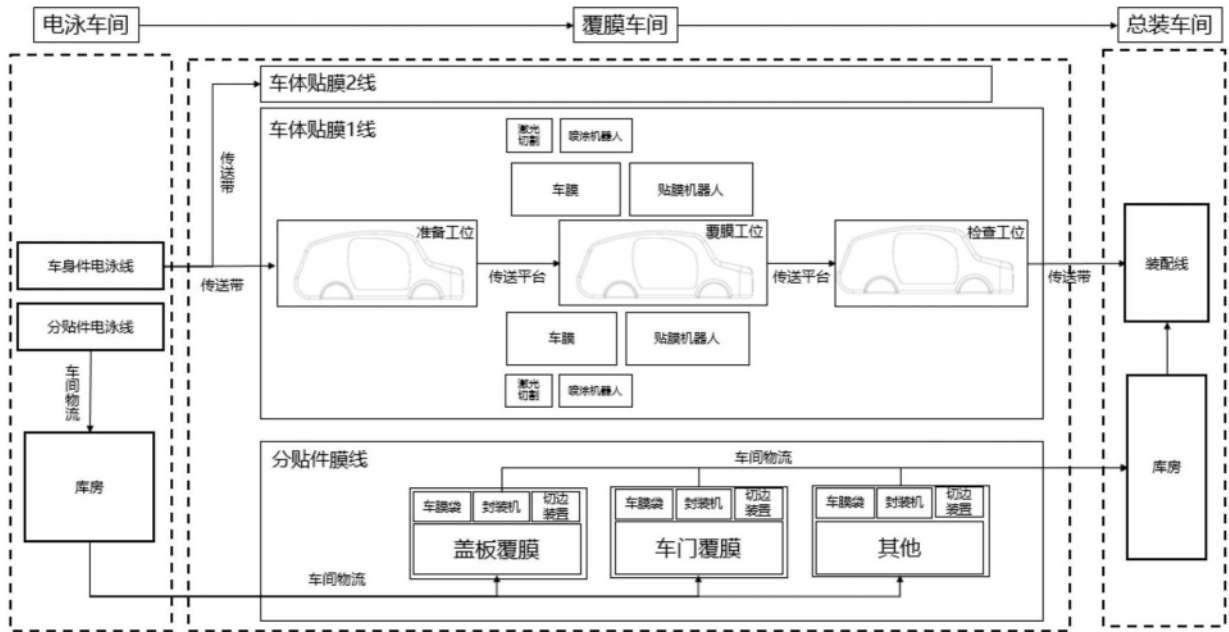 电泳车间
覆膜车间
总装车间
车体贴膜2线
车体贴膜1线
传送带
激光
切割
喷涂机器人
车膜
贴膜机器人
准备工位
覆膜工位
检查工位
车身件电泳线
传送带
传送平台
传送平台
传送带
装配线
分贴件电泳线
车膜
贴膜机器人
车间物流
激光
切割
喷涂机器人
库房
分贴件膜线
车间物流
库房
车膜袋
封装机
切边
装置
盖板覆膜
车膜袋
封装机
切边
装置
车门覆膜
车膜袋
封装机
切边
装置
其他
车间物流